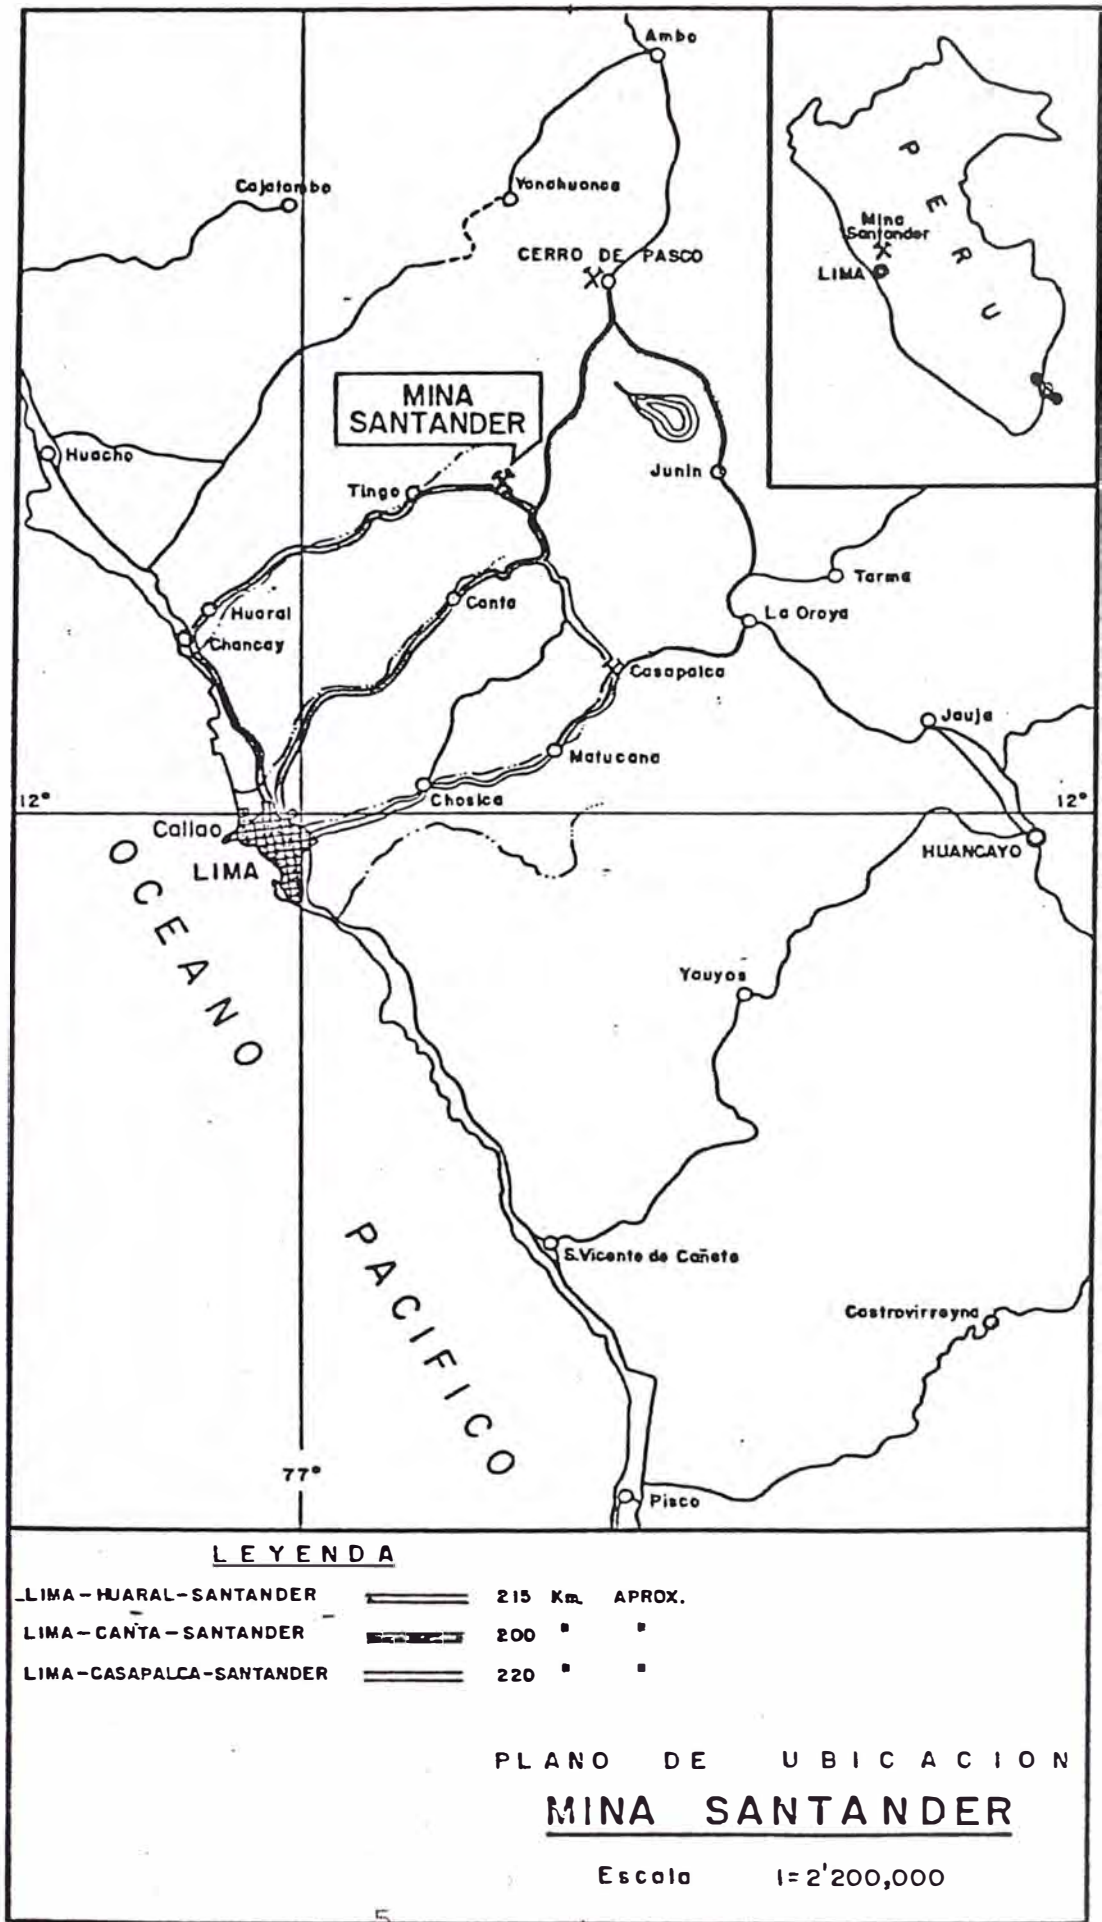 Ambo
Cajatambo
Yanahuanca
CERRO DE PASCO
PERU
Mina
Santander
LIMA
MINA
SANTANDER
Huacho
Tingo
Junin
Tarma
Huaral
Canta
La Oroya
Chancay
Casapalca
Jauja
Matucana
Chosica
12°
12°
Callao
LIMA
HUANCAYO
OCEANO
Yauyos
PACIFICO
S. Vicente de Cañete
Castrovirreyna
77°
Pisco
LEYENDA
LIMA-HUARAL-SANTANDER 215 Km. APROX.
LIMA-CANTA-SANTANDER 200 " "
LIMA-CASAPALCA-SANTANDER 220 " "
PLANO DE UBICACION
MINA SANTANDER
Escala 1=2'200,000
5